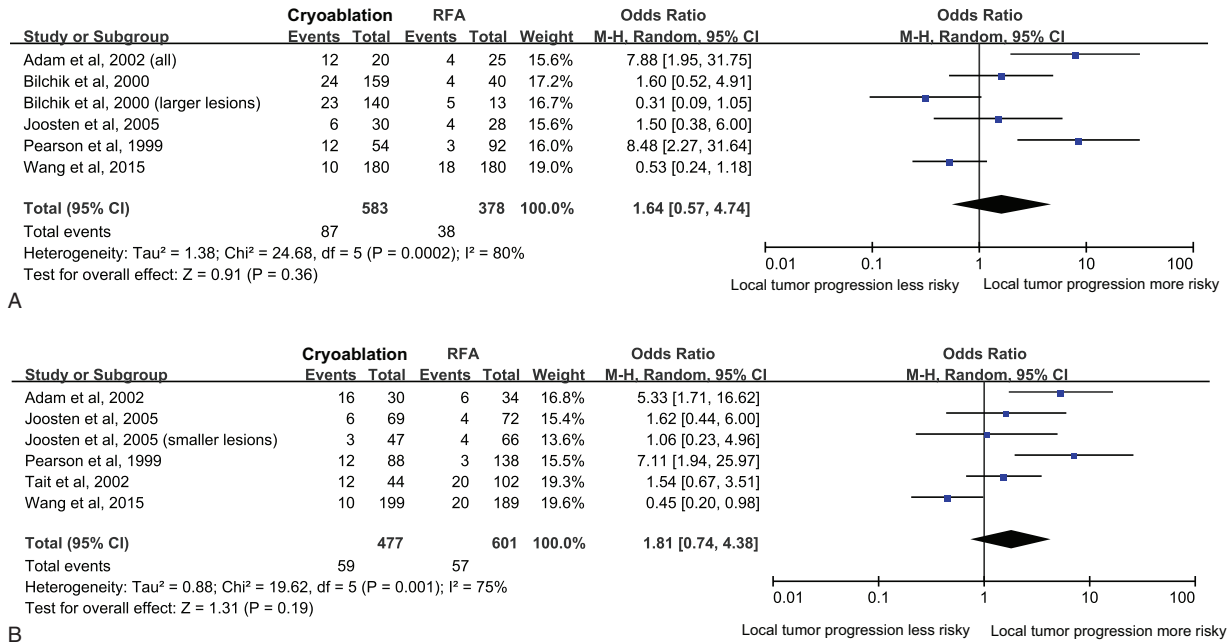 Cryoablation RFA Odds Ratio Odds Ratio
Study or Subgroup Events Total Events Total Weight M-H, Random, 95% CI M-H, Random, 95% CI
Adam et al, 2002 (all) 12 20 4 25 15.6% 7.88 [1.95, 31.75]
Bilchik et al, 2000 24 159 4 40 17.2% 1.60 [0.52, 4.91]
Bilchik et al, 2000 (larger lesions) 23 140 5 13 16.7% 0.31 [0.09, 1.05]
Joosten et al, 2005 6 30 4 28 15.6% 1.50 [0.38, 6.00]
Pearson et al, 1999 12 54 3 92 16.0% 8.48 [2.27, 31.64]
Wang et al, 2015 10 180 18 180 19.0% 0.53 [0.24, 1.18]
Total (95% CI) 583 378 100.0% 1.64 [0.57, 4.74]
Total events 87 38
Heterogeneity: Tau² = 1.38; Chi² = 24.68, df = 5 (P = 0.0002); I² = 80%
Test for overall effect: Z = 0.91 (P = 0.36)
0.01 0.1 1 10 100
Local tumor progression less risky Local tumor progression more risky
A
Cryoablation RFA Odds Ratio Odds Ratio
Study or Subgroup Events Total Events Total Weight M-H, Random, 95% CI M-H, Random, 95% CI
Adam et al, 2002 16 30 6 34 16.8% 5.33 [1.71, 16.62]
Joosten et al, 2005 6 69 4 72 15.4% 1.62 [0.44, 6.00]
Joosten et al, 2005 (smaller lesions) 3 47 4 66 13.6% 1.06 [0.23, 4.96]
Pearson et al, 1999 12 88 3 138 15.5% 7.11 [1.94, 25.97]
Tait et al, 2002 12 44 20 102 19.3% 1.54 [0.67, 3.51]
Wang et al, 2015 10 199 20 189 19.6% 0.45 [0.20, 0.98]
Total (95% CI) 477 601 100.0% 1.81 [0.74, 4.38]
Total events 59 57
Heterogeneity: Tau² = 0.88; Chi² = 19.62, df = 5 (P = 0.001); I² = 75%
Test for overall effect: Z = 1.31 (P = 0.19)
0.01 0.1 1 10 100
Local tumor progression less risky Local tumor progression more risky
B